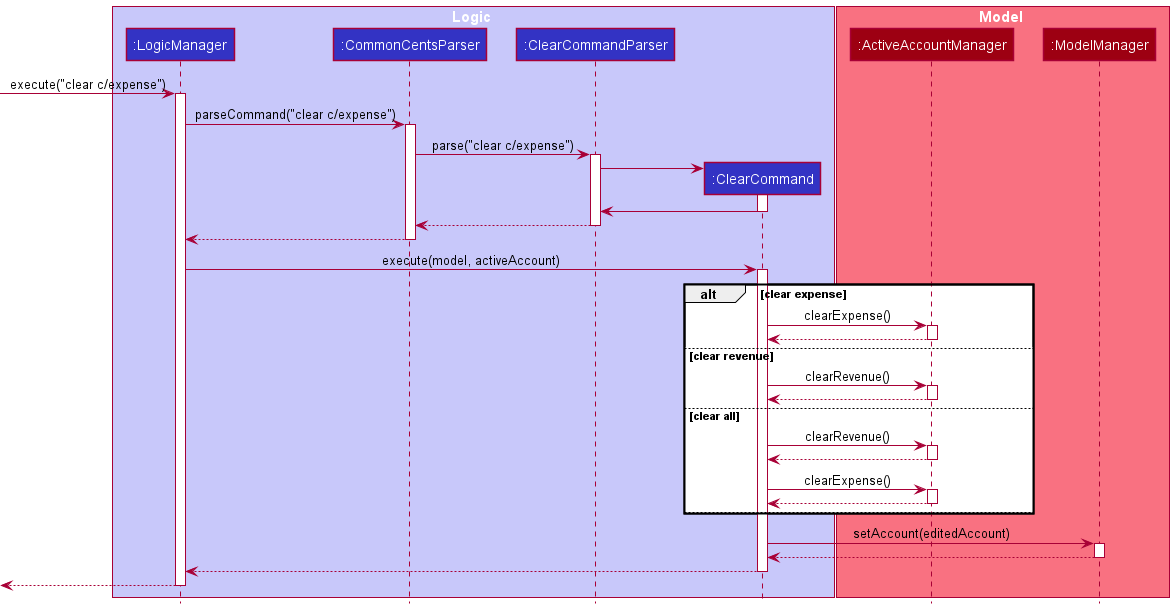 Logic
Model
:LogicManager
:CommonCentsParser
:ClearCommandParser
:ActiveAccountManager
:ModelManager
execute("clear c/expense")
parseCommand("clear c/expense")
parse("clear c/expense")
:ClearCommand
execute(model, activeAccount)
alt
[clear expense]
clearExpense()
[clear revenue]
clearRevenue()
[clear all]
clearRevenue()
clearExpense()
setAccount(editedAccount)